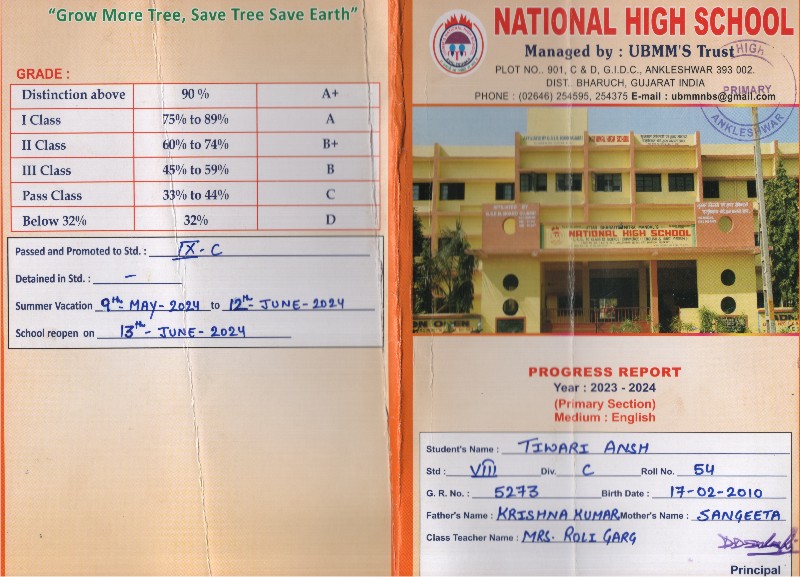 "Grow More Tree, Save Tree Save Earth"
GRADE :
Distinction above 90 % A+
I Class 75% to 89% A
II Class 60% to 74% B+
III Class 45% to 59% B
Pass Class 33% to 44% C
Below 32% 32% D
Passed and Promoted to Std. : IX - C
Detained in Std. : -
Summer Vacation 9th - MAY - 2024 to 12th - JUNE - 2024
School reopen on 13th - JUNE - 2024
NATIONAL HIGH SCHOOL
Managed by : UBMM'S Trust
PLOT NO.. 901, C & D, G.I.D.C., ANKLESHWAR 393 002.
DIST.. BHARUCH, GUJARAT INDIA
PHONE : (02646) 254595, 254375 E-mail : ubmmnbs@gmail.com
HIGH
PRIMARY
ANKLESHWAR
NATIONAL HIGH SCHOOL
PROGRESS REPORT
Year : 2023 - 2024
(Primary Section)
Medium : English
Student's Name : TIWARI ANSH
Std : VIII Div. C Roll No. 54
G. R. No. : 5273 Birth Date : 17-02-2010
Father's Name : KRISHNA KUMAR Mother's Name : SANGEETA
Class Teacher Name : MRS. ROLI GARG
Principal